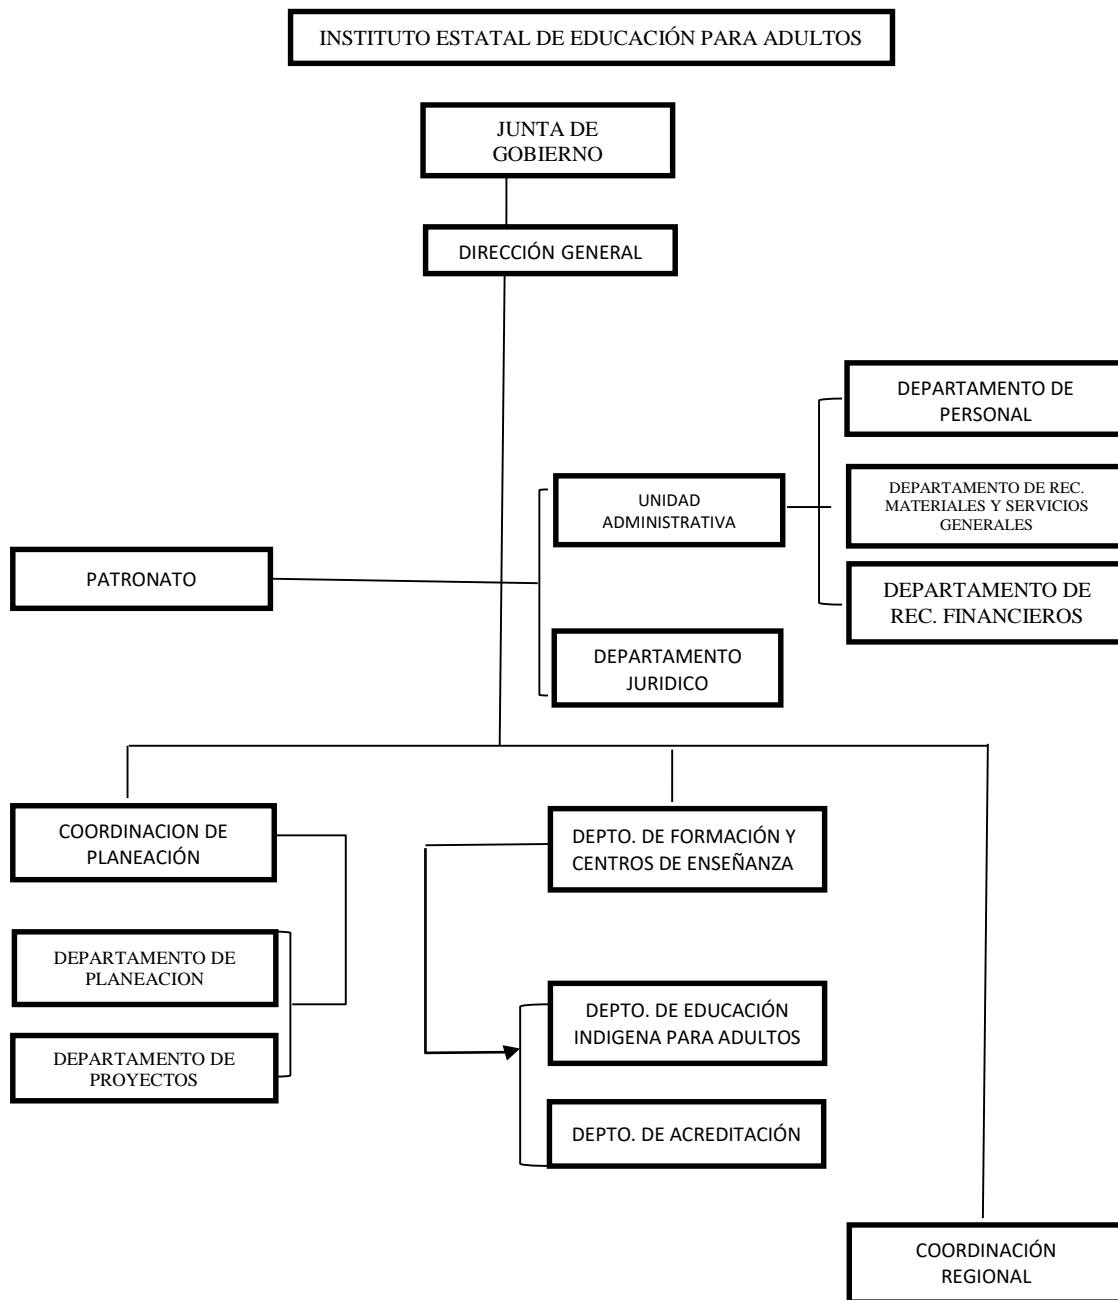 INSTITUTO ESTATAL DE EDUCACIÓN PARA ADULTOS
JUNTA DE
GOBIERNO
DIRECCIÓN GENERAL
DEPARTAMENTO DE
PERSONAL
UNIDAD
ADMINISTRATIVA
DEPARTAMENTO DE REC.
MATERIALES Y SERVICIOS
GENERALES
PATRONATO
DEPARTAMENTO DE
REC. FINANCIEROS
DEPARTAMENTO
JURIDICO
COORDINACION DE
PLANEACIÓN
DEPTO. DE FORMACIÓN Y
CENTROS DE ENSEÑANZA
DEPARTAMENTO DE
PLANEACION
DEPTO. DE EDUCACIÓN
INDIGENA PARA ADULTOS
DEPARTAMENTO DE
PROYECTOS
DEPTO. DE ACREDITACIÓN
COORDINACIÓN
REGIONAL